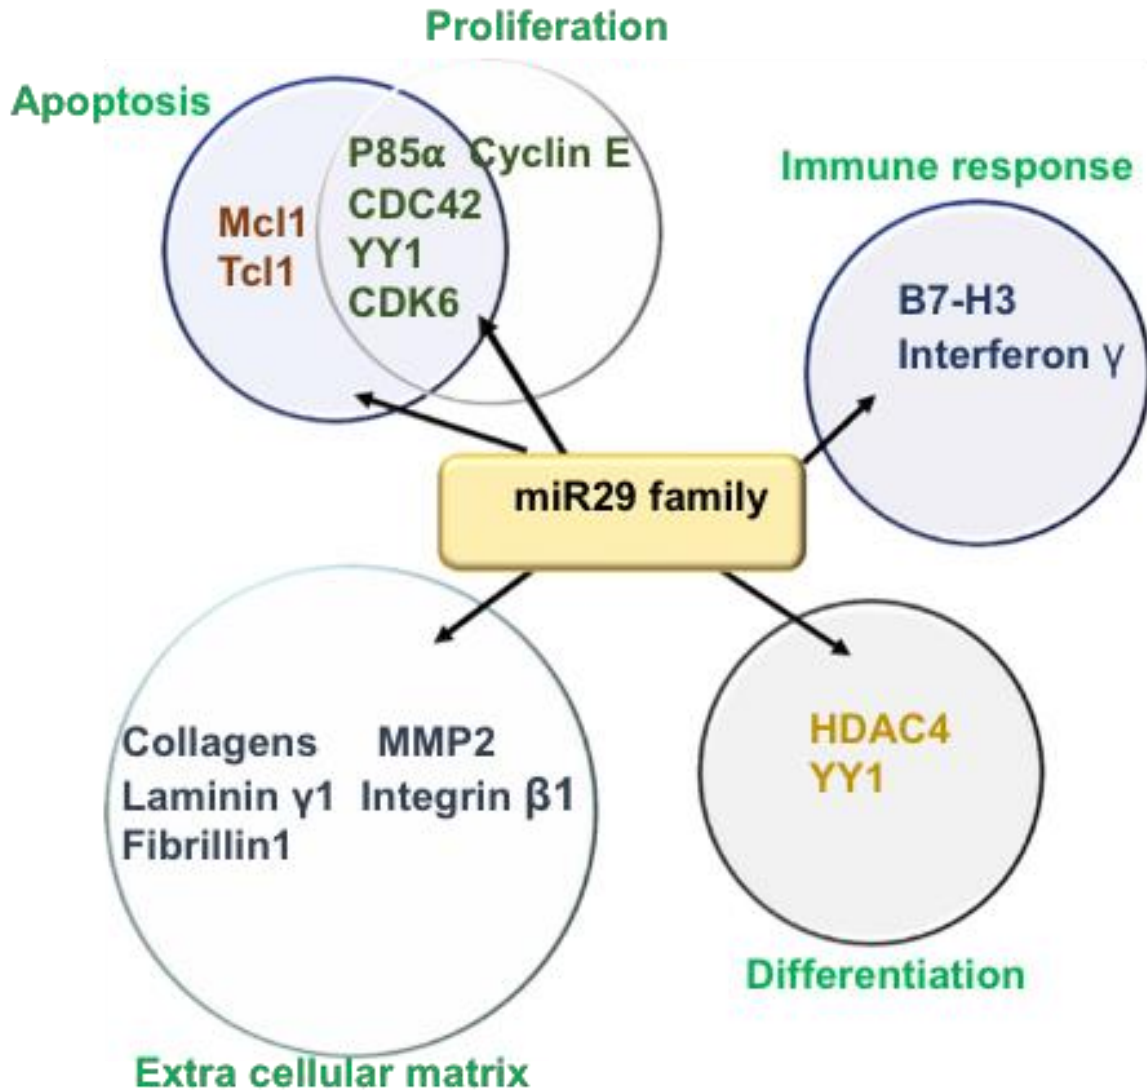 Proliferation
Apoptosis
P85α Cyclin E
CDC42
YY1
CDK6
Mcl1
Tcl1
Immune response
B7-H3
Interferon γ
miR29 family
Collagens MMP2
Laminin γ1 Integrin β1
Fibrillin1
HDAC4
YY1
Differentiation
Extra cellular matrix